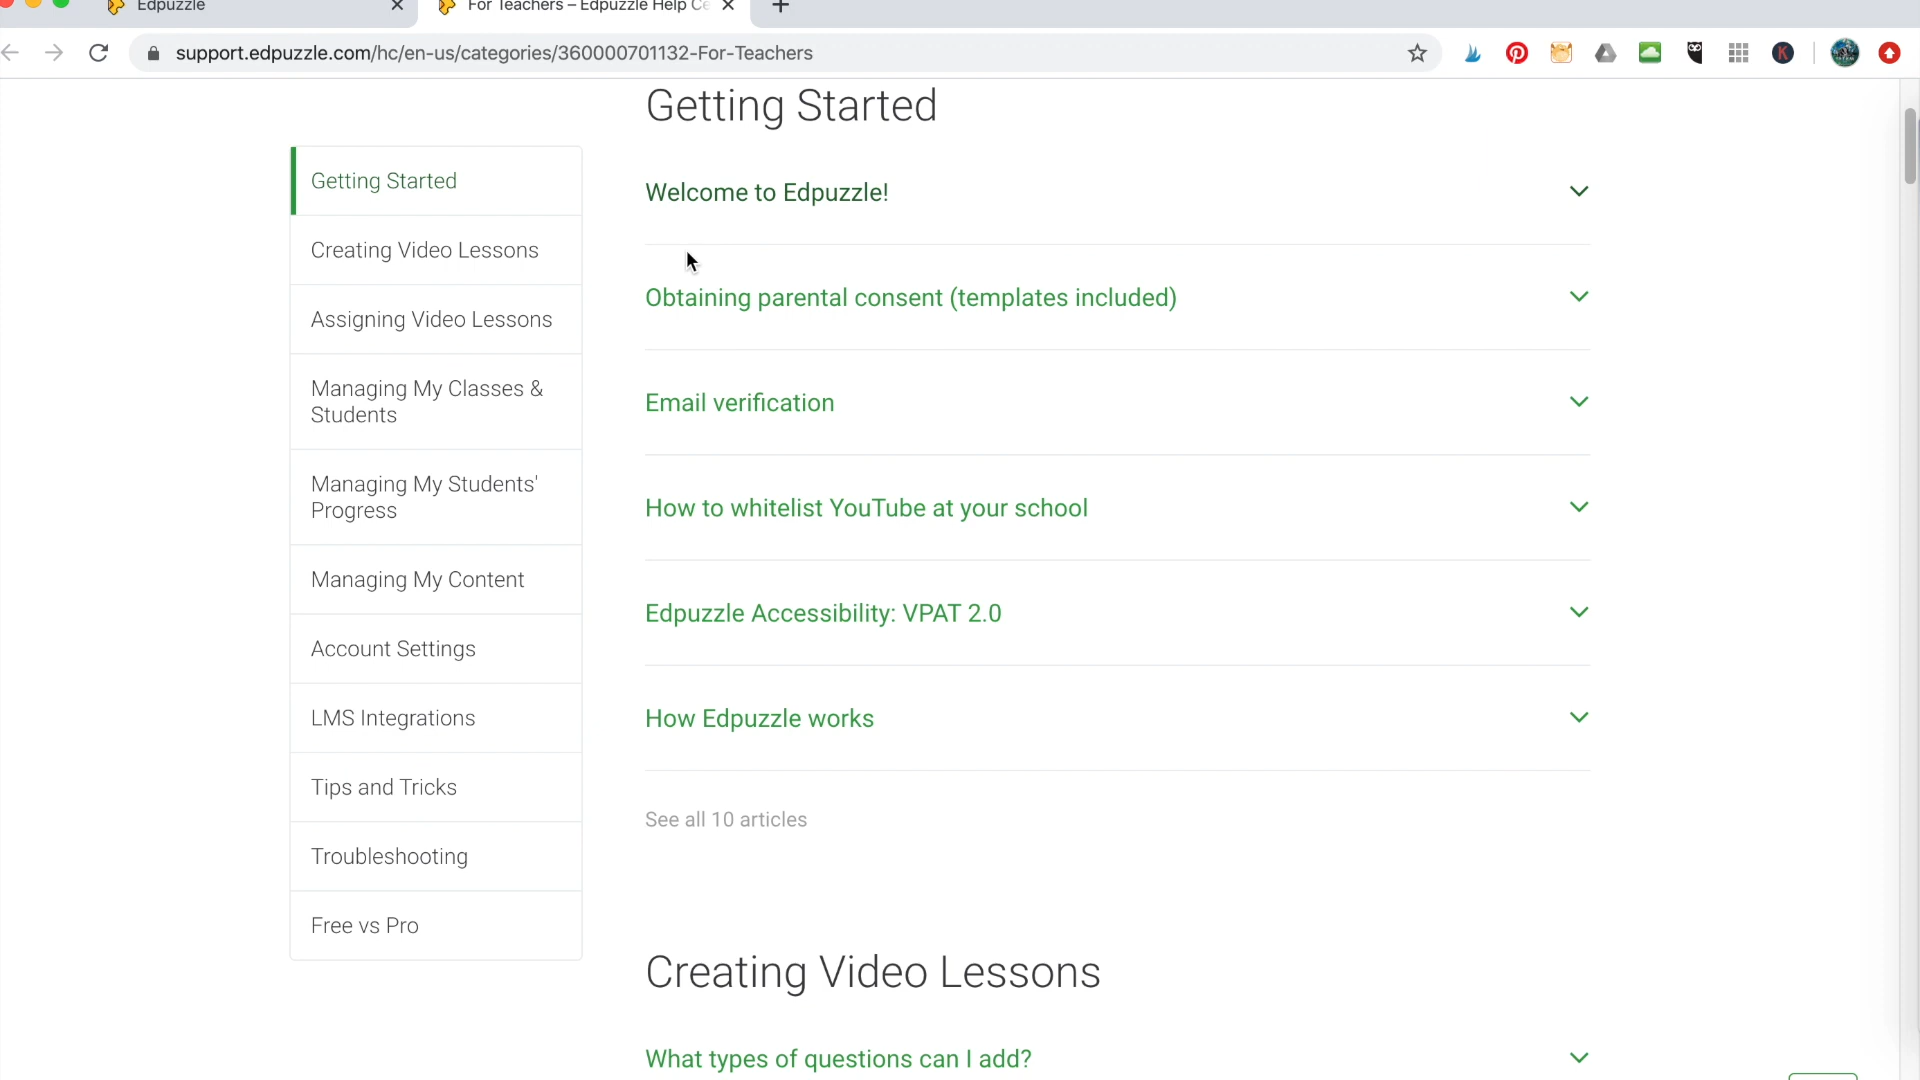 Edpuzzle
For Teachers – Edpuzzle Help Ce
support.edpuzzle.com/hc/en-us/categories/360000701132-For-Teachers
K
Getting Started
Creating Video Lessons
Assigning Video Lessons
Managing My Classes &
Students
Managing My Students'
Progress
Managing My Content
Account Settings
LMS Integrations
Tips and Tricks
Troubleshooting
Free vs Pro
Getting Started
Welcome to Edpuzzle!
Obtaining parental consent (templates included)
Email verification
How to whitelist YouTube at your school
Edpuzzle Accessibility: VPAT 2.0
How Edpuzzle works
See all 10 articles
Creating Video Lessons
What types of questions can I add?